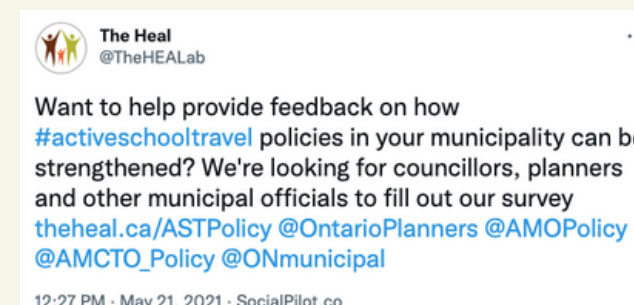 The Heal
@TheHEALab
Want to help provide feedback on how
#activeschooltravel policies in your municipality can be
strengthened? We're looking for councillors, planners
and other municipal officials to fill out our survey
theheal.ca/ASTPolicy @OntarioPlanners @AMOPolicy
@AMCTO_Policy @ONmunicipal
12:27 PM · May 21, 2021 · SocialPilot.co